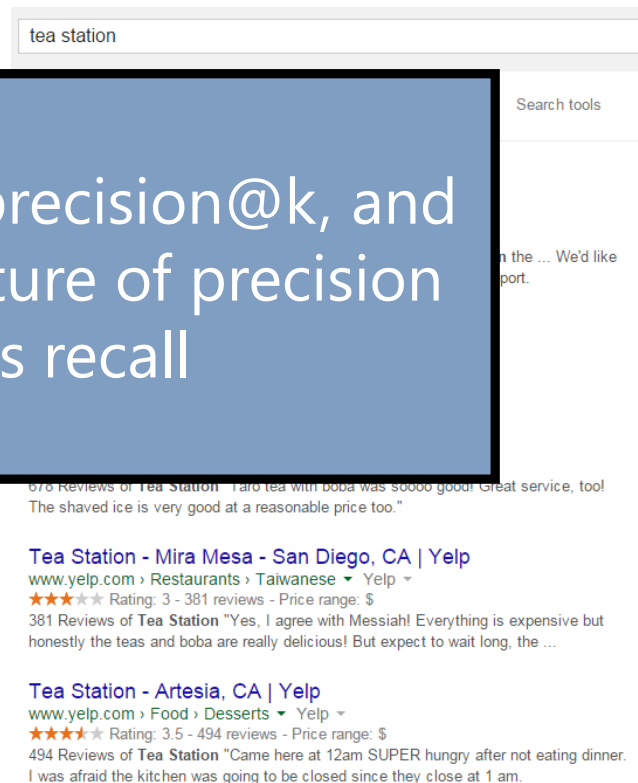 tea station
Search tools
precision@k, and
n the ... We'd like
ture of precision
port.
s recall
678 Reviews of Tea Station "Taro tea with boba was soooo good! Great service, too!
The shaved ice is very good at a reasonable price too."
Tea Station - Mira Mesa - San Diego, CA | Yelp
www.yelp.com › Restaurants › Taiwanese ▼ Yelp ▼
Rating: 3 - 381 reviews - Price range: $
381 Reviews of Tea Station "Yes, I agree with Messiah! Everything is expensive but
honestly the teas and boba are really delicious! But expect to wait long, the ...
Tea Station - Artesia, CA | Yelp
www.yelp.com › Food › Desserts ▼ Yelp ▼
Rating: 3.5 - 494 reviews - Price range: $
494 Reviews of Tea Station "Came here at 12am SUPER hungry after not eating dinner.
I was afraid the kitchen was going to be closed since they close at 1 am.